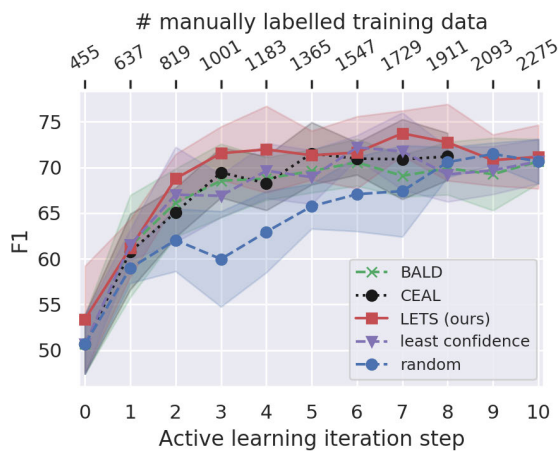 # manually labelled training data
455 637 819 1001 1183 1365 1547 1729 1911 2093 2275
75
70
65
60
55
50
F1
BALD
CEAL
LETS (ours)
least confidence
random
0 1 2 3 4 5 6 7 8 9 10
Active learning iteration step